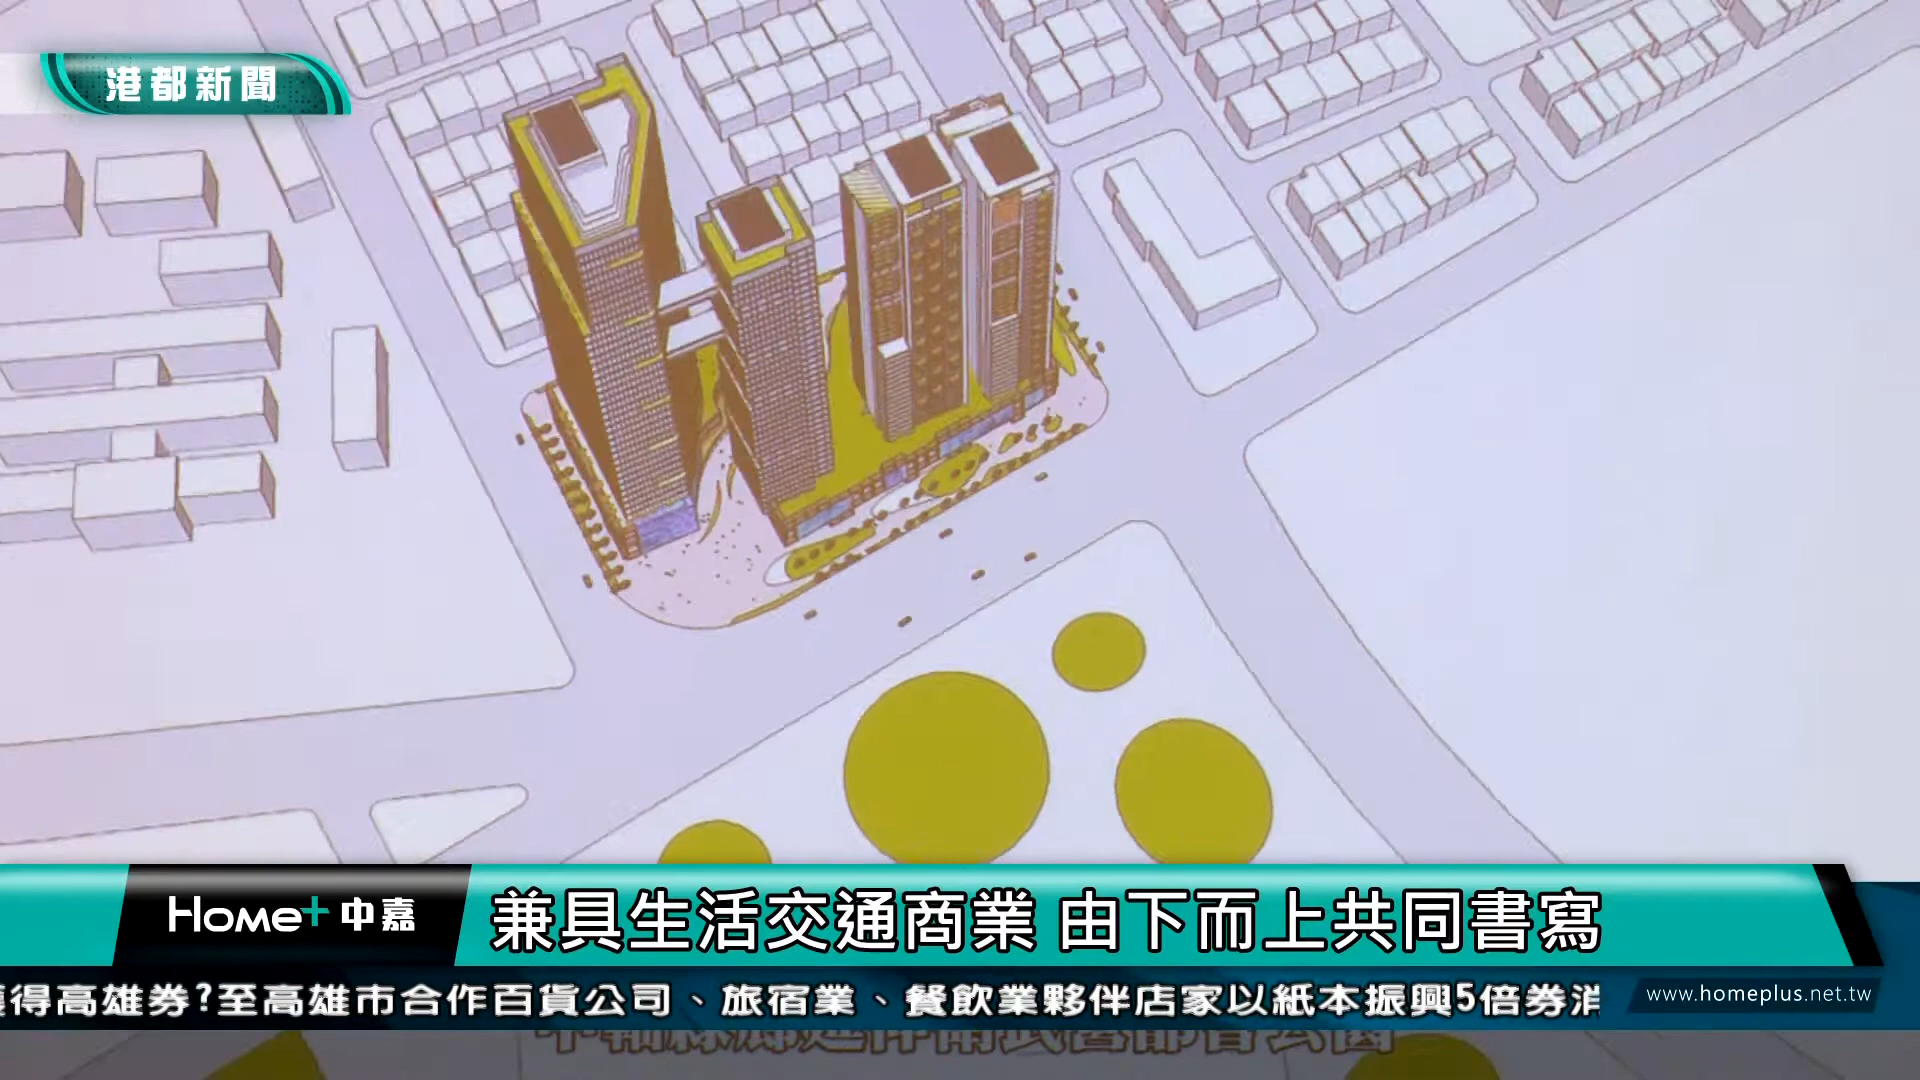 港都新聞
Home+中嘉
兼具生活交通商業 由下而上共同書寫
得高雄券?至高雄市合作百貨公司、旅宿業、餐飲業夥伴店家以紙本振興5倍券消
www.homeplus.net.tw